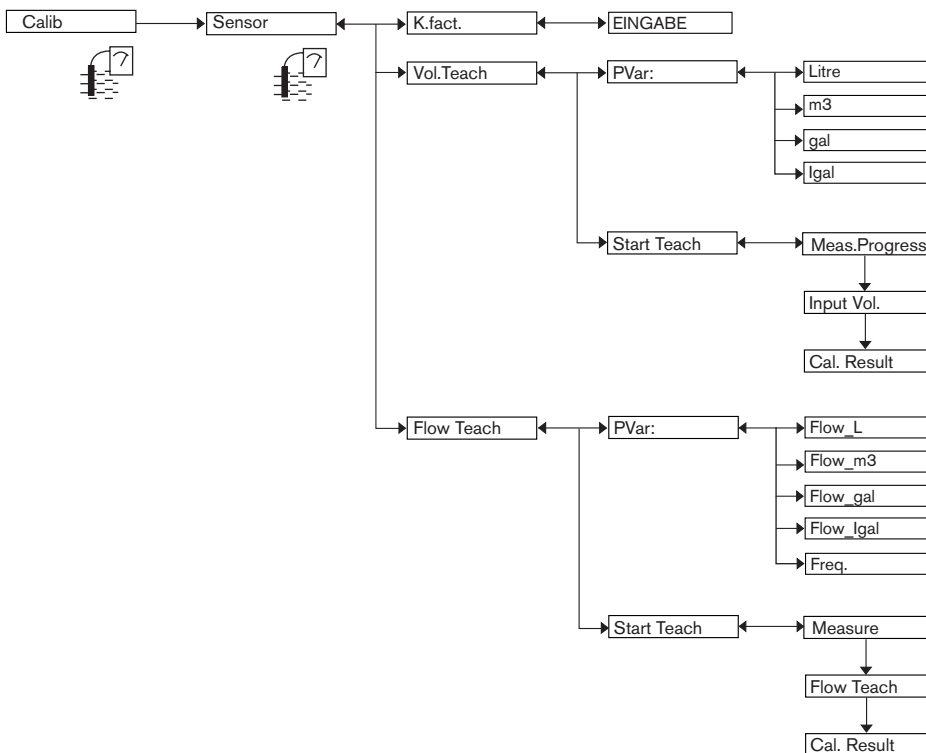 Calib
Sensor
K.fact.
EINGABE
Vol.Teach
PVar:
Litre
m3
gal
Igal
Start Teach
Meas.Progress
Input Vol.
Cal. Result
Flow Teach
PVar:
Flow_L
Flow_m3
Flow_gal
Flow_Igal
Freq.
Start Teach
Measure
Flow Teach
Cal. Result